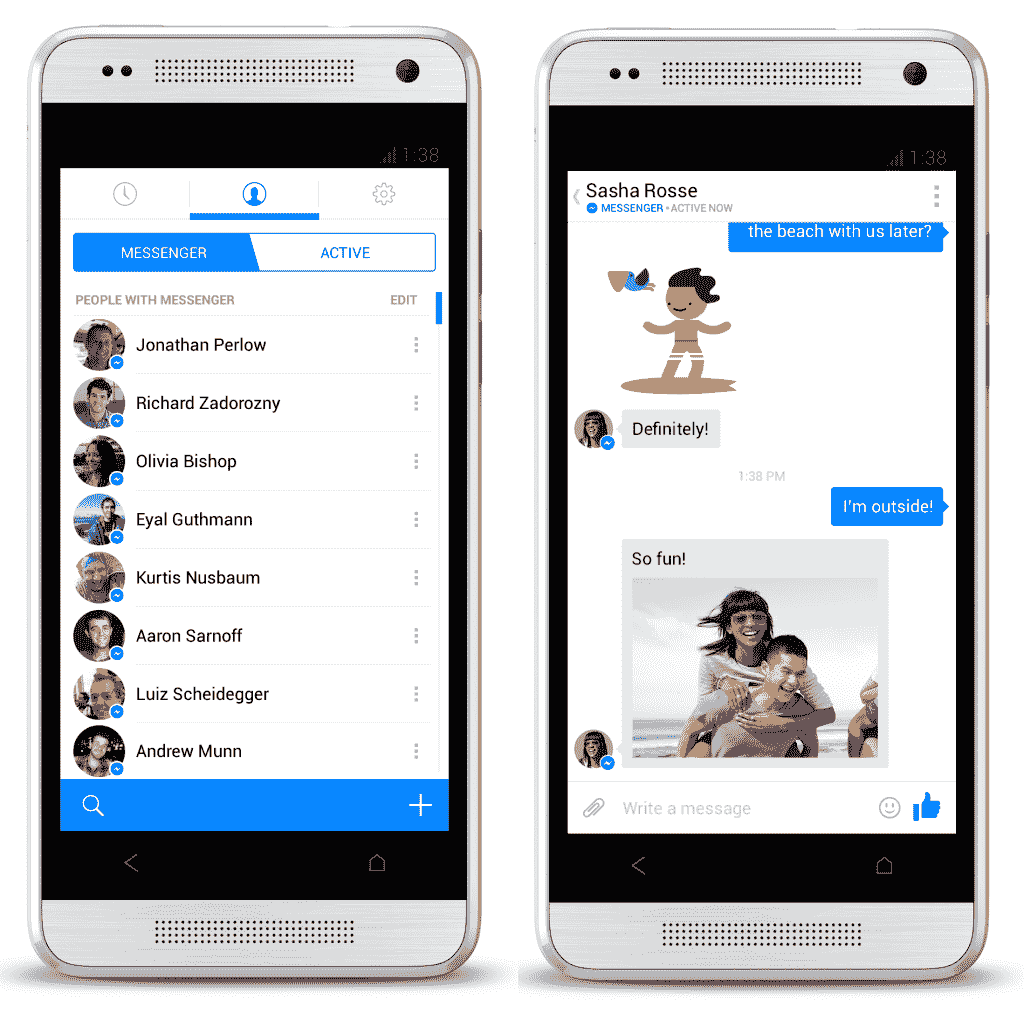 1:38
MESSENGER
ACTIVE
PEOPLE WITH MESSENGER EDIT
Jonathan Perlow
Richard Zadorozny
Olivia Bishop
Eyal Guthmann
Kurtis Nusbaum
Aaron Sarnoff
Luiz Scheidegger
Andrew Munn
1:38
Sasha Rosse
MESSENGER • ACTIVE NOW
the beach with us later?
Definitely!
1:38 PM
I'm outside!
So fun!
Write a message